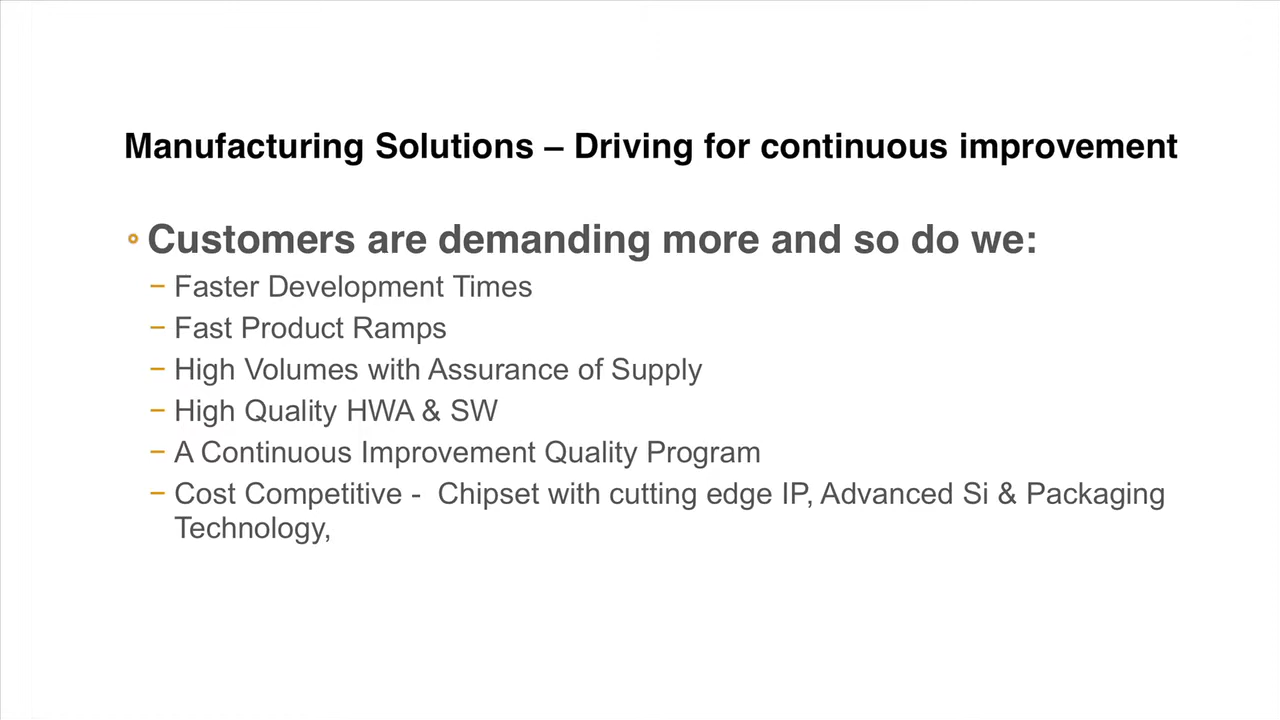 Manufacturing Solutions – Driving for continuous improvement
Customers are demanding more and so do we:
– Faster Development Times
– Fast Product Ramps
– High Volumes with Assurance of Supply
– High Quality HWA & SW
– A Continuous Improvement Quality Program
– Cost Competitive -  Chipset with cutting edge IP, Advanced Si & Packaging
Technology,